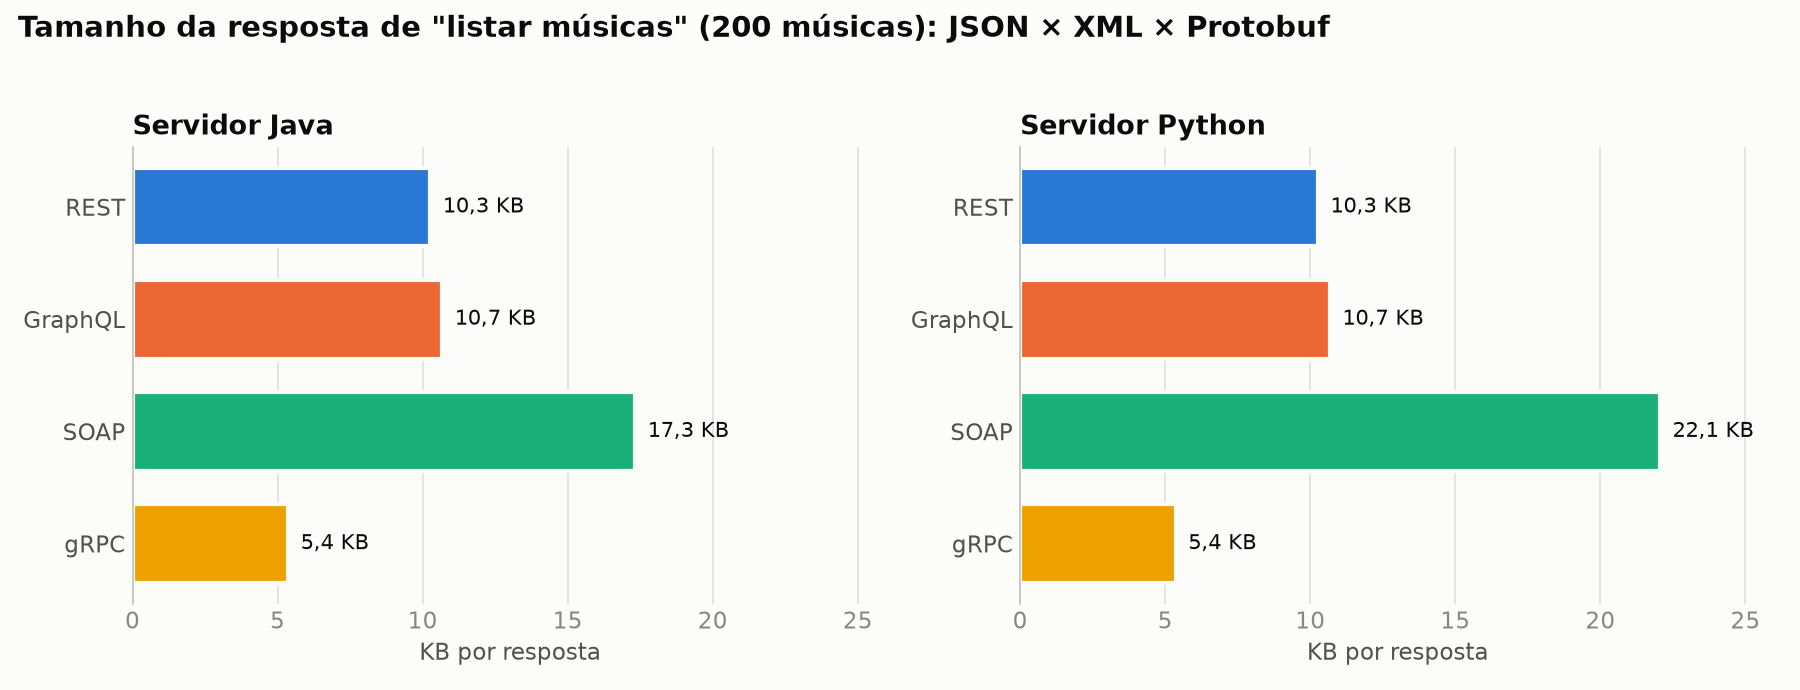 Tamanho da resposta de "listar músicas" (200 músicas): JSON × XML × Protobuf
Servidor Java
REST
10,3 KB
GraphQL
10,7 KB
SOAP
17,3 KB
gRPC
5,4 KB
0 5 10 15 20 25
KB por resposta
Servidor Python
REST
10,3 KB
GraphQL
10,7 KB
SOAP
22,1 KB
gRPC
5,4 KB
0 5 10 15 20 25
KB por resposta